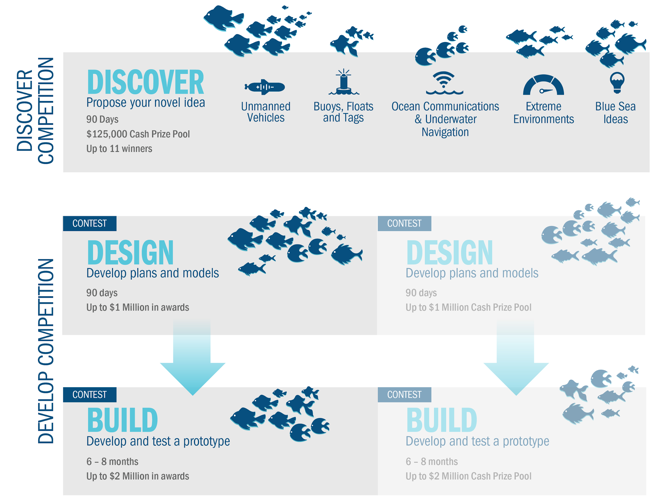 DISCOVER
COMPETITION
DISCOVER
Propose your novel idea
90 Days
$125,000 Cash Prize Pool
Up to 11 winners
Unmanned
Vehicles
Buoys, Floats
and Tags
Ocean Communications
& Underwater
Navigation
Extreme
Environments
Blue Sea
Ideas
DEVELOP COMPETITION
CONTEST
DESIGN
Develop plans and models
90 days
Up to $1 Million in awards
CONTEST
DESIGN
Develop plans and models
90 days
Up to $1 Million Cash Prize Pool
CONTEST
BUILD
Develop and test a prototype
6 – 8 months
Up to $2 Million in awards
CONTEST
BUILD
Develop and test a prototype
6 – 8 months
Up to $2 Million Cash Prize Pool